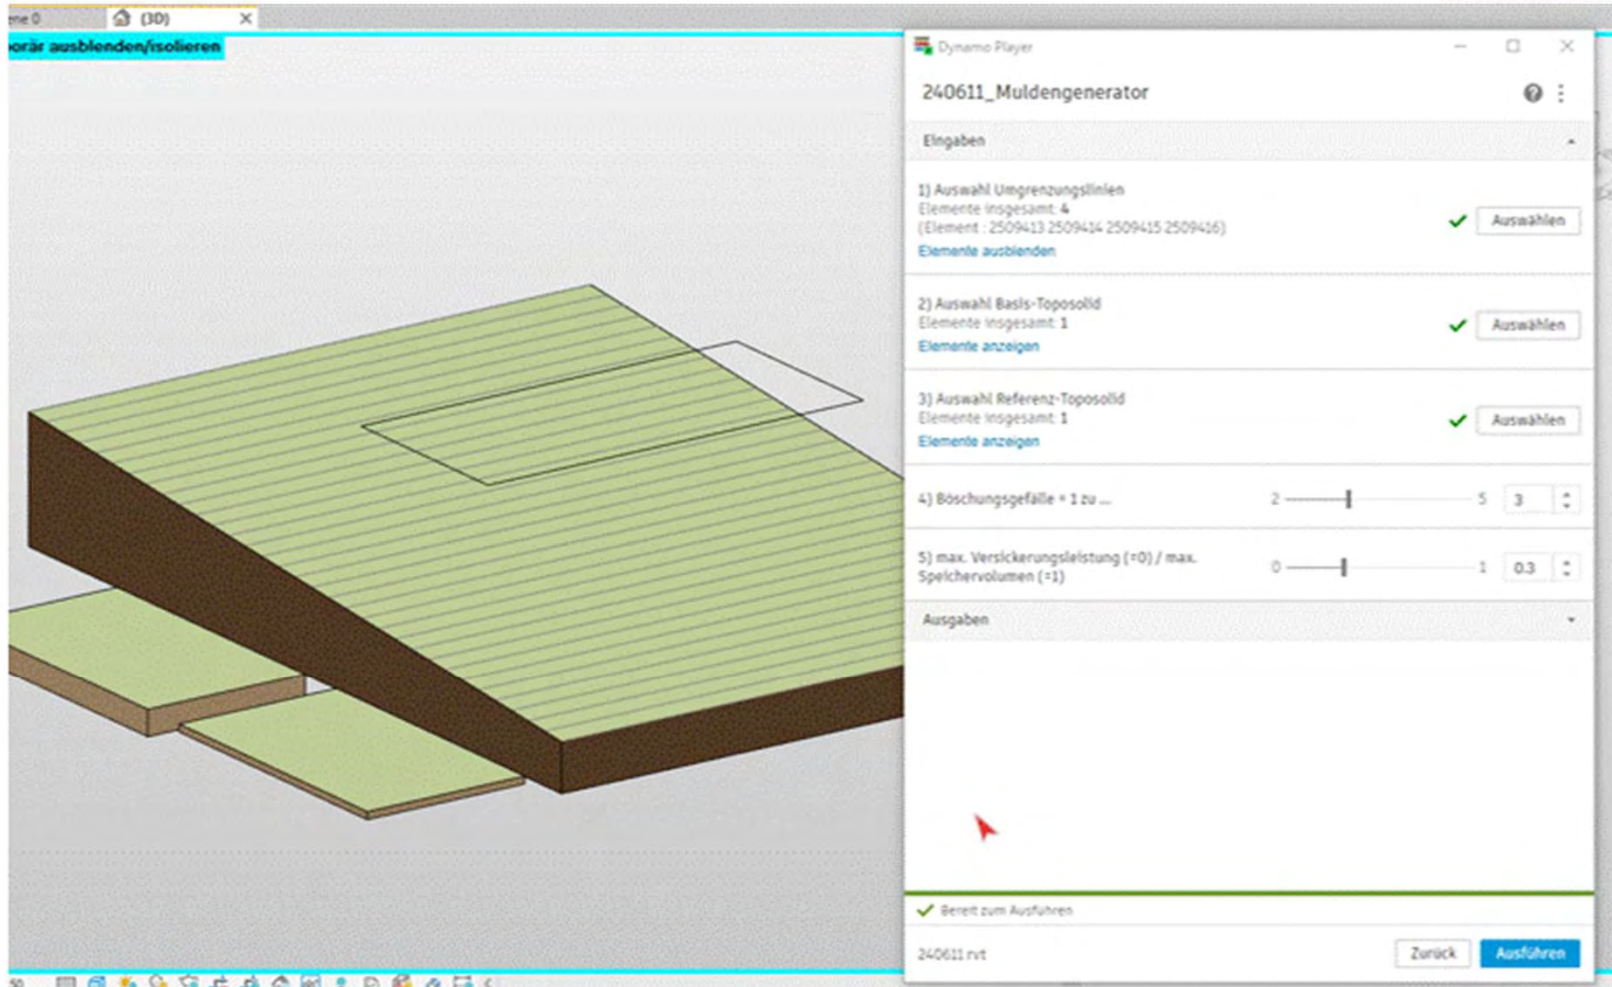 ene 0
(3D)
orär ausblenden/isolieren
Dynamo Player
240611_Muldengenerator
Eingaben
1) Auswahl Umgrenzungslinien
Elemente insgesamt: 4
(Element : 2509413 2509414 2509415 2509416)
Auswählen
Elemente ausblenden
2) Auswahl Basis-Toposolid
Elemente insgesamt: 1
Auswählen
Elemente anzeigen
3) Auswahl Referenz-Toposolid
Elemente insgesamt: 1
Auswählen
Elemente anzeigen
4) Böschungsgefälle = 1 zu ... 2 5 3
5) max. Versickerungsleistung (=0) / max.
Speichervolumen (=1) 0 1 0.3
Ausgaben
Bereit zum Ausführen
240611.rvt Zurück Ausführen
50